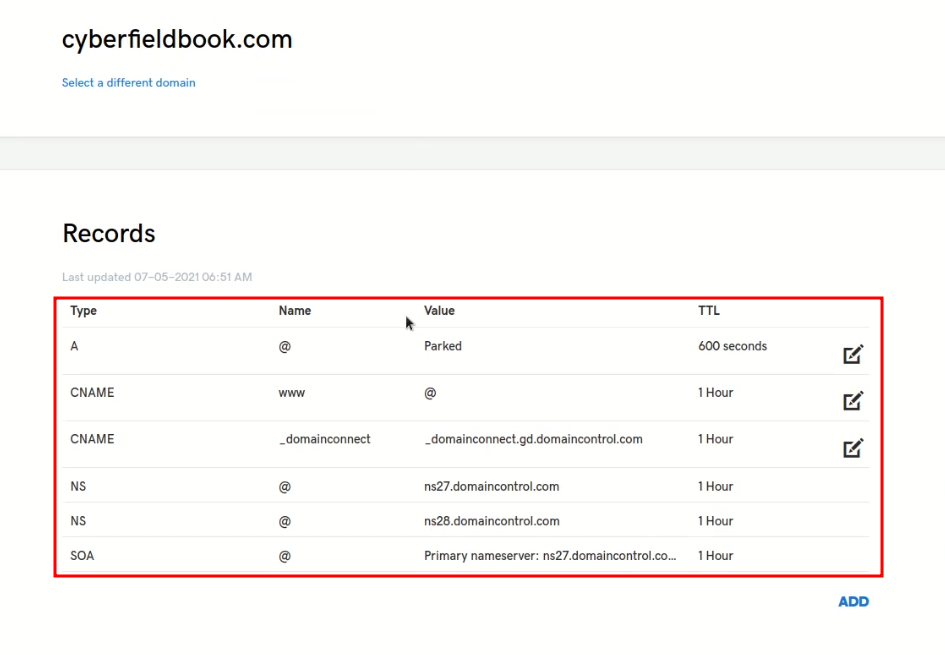 cyberfieldbook.com
Select a different domain
Records
Last updated 07-05-2021 06:51 AM
Type Name Value TTL
A @ Parked 600 seconds
CNAME www @ 1 Hour
CNAME _domainconnect _domainconnect.gd.domaincontrol.com 1 Hour
NS @ ns27.domaincontrol.com 1 Hour
NS @ ns28.domaincontrol.com 1 Hour
SOA @ Primary nameserver: ns27.domaincontrol.co... 1 Hour
ADD